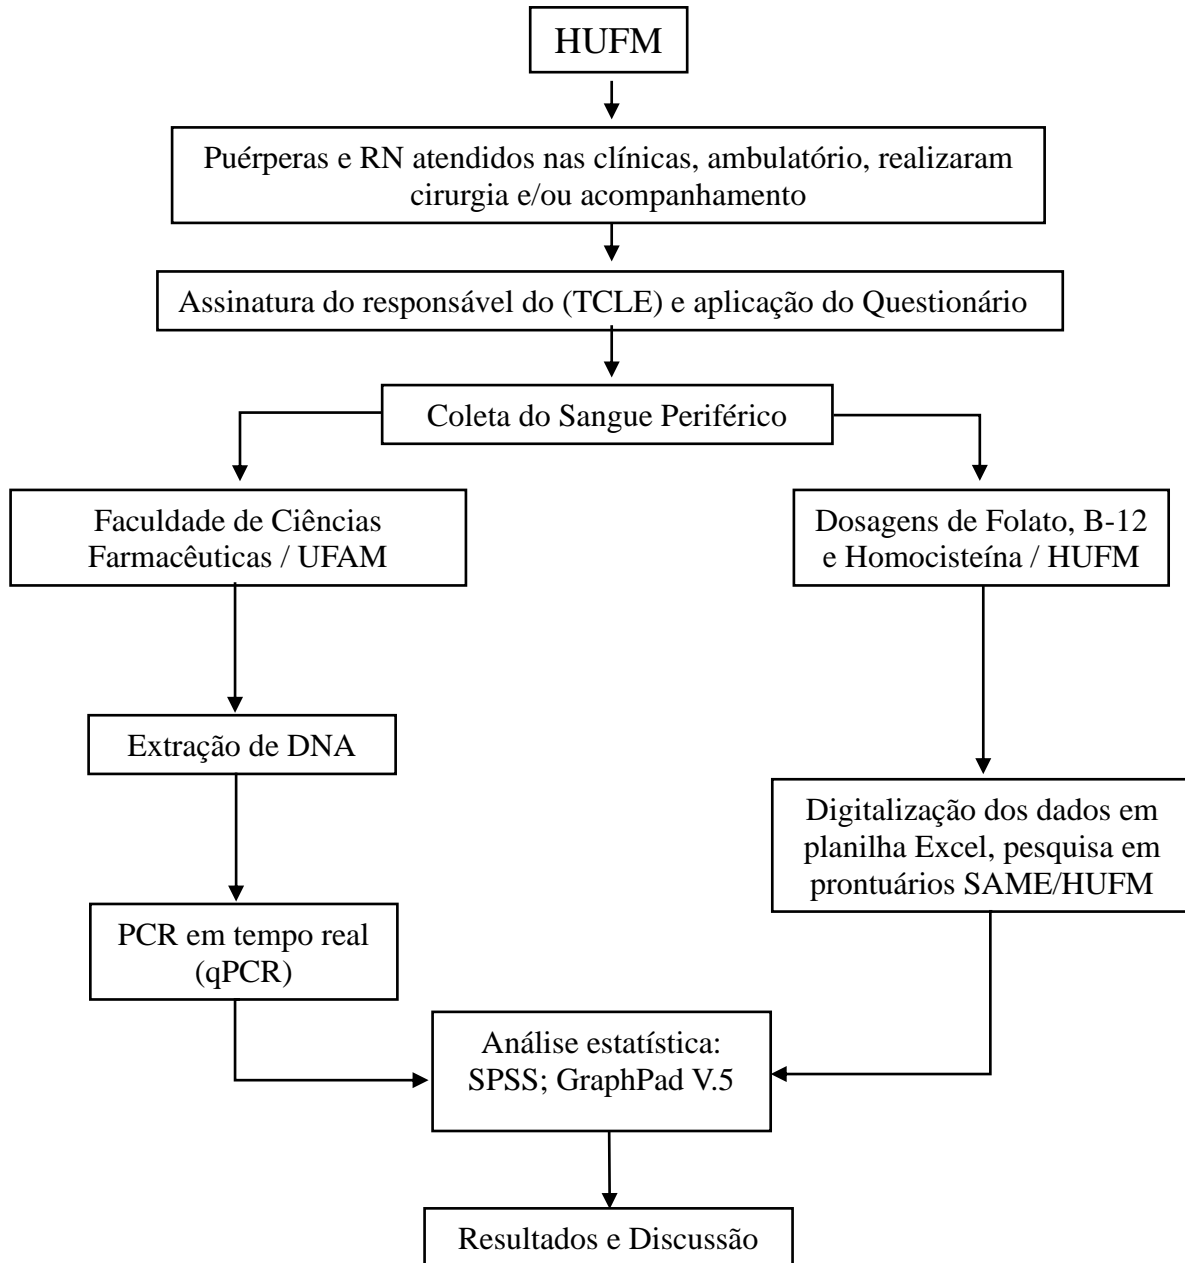 HUFM
Puérperas e RN atendidos nas clínicas, ambulatório, realizaram
cirurgia e/ou acompanhamento
Assinatura do responsável do (TCLE) e aplicação do Questionário
Coleta do Sangue Periférico
Faculdade de Ciências
Farmacêuticas / UFAM
Dosagens de Folato, B-12
e Homocisteína / HUFM
Extração de DNA
Digitalização dos dados em
planilha Excel, pesquisa em
prontuários SAME/HUFM
PCR em tempo real
(qPCR)
Análise estatística:
SPSS; GraphPad V.5
Resultados e Discussão